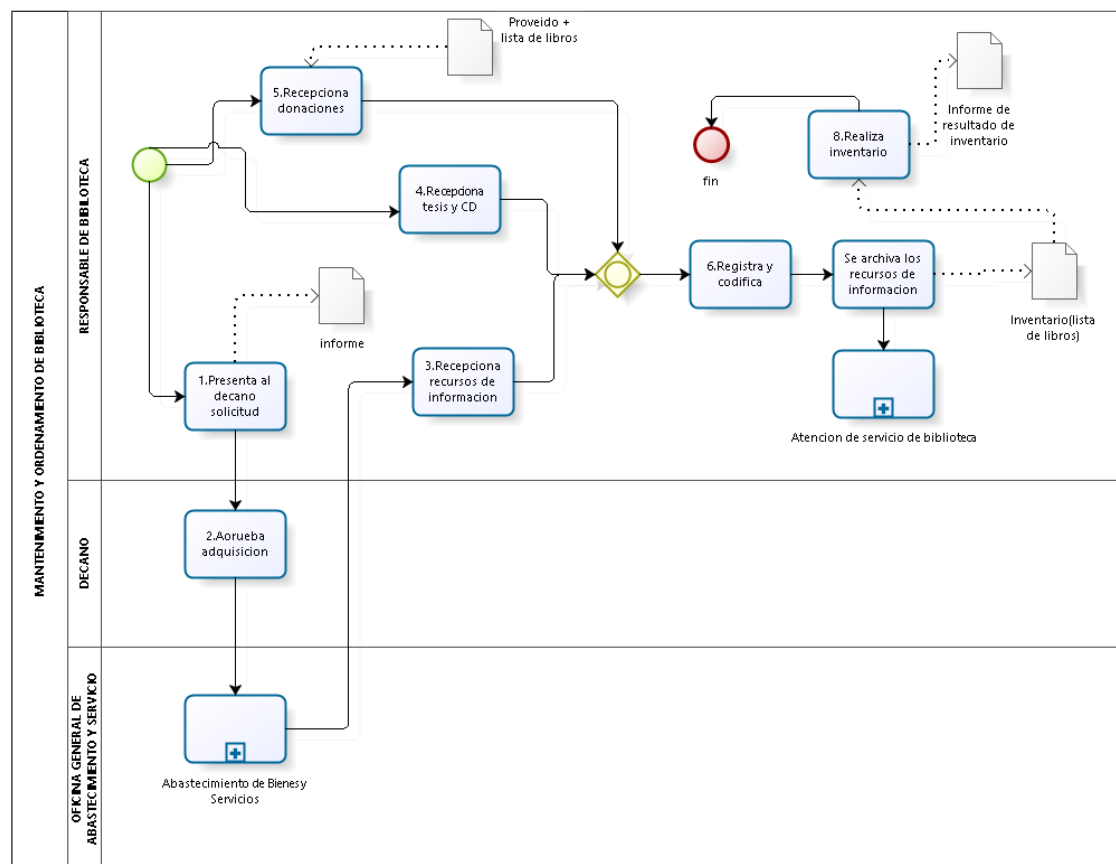 MANTENIMIENTO Y ORDENAMIENTO DE BIBLIOTECA
RESPONSABLE DE BIBLIOTECA
Proveido +
lista de libros
5.Recepciona
donaciones
4.Recepciona
tesis y CD
informe
1.Presenta al
decano
solicitud
3.Recepciona
recursos de
informacion
6.Registra y
codifica
Se archiva los
recursos de
informacion
fin
8.Realiza
inventario
Informe de
resultado de
inventario
Inventario(lista
de libros)
Atencion de servicio de biblioteca
DECANO
2.Aorueba
adquisicion
OFICINA GENERAL DE
ABASTECIMIENTO Y SERVICIO
Abastecimiento de Bienes y
Servicios